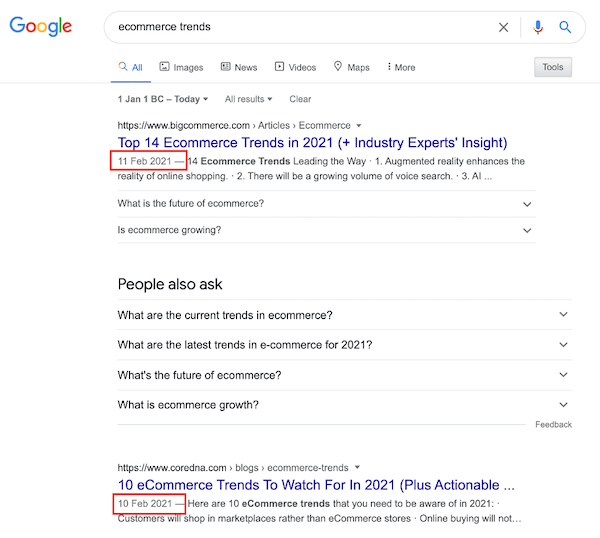 Google
ecommerce trends
All Images News Videos Maps More Tools
1 Jan 1 BC – Today All results Clear
https://www.bigcommerce.com › Articles › Ecommerce
Top 14 Ecommerce Trends in 2021 (+ Industry Experts' Insight)
11 Feb 2021 — 14 Ecommerce Trends Leading the Way · 1. Augmented reality enhances the
reality of online shopping. · 2. There will be a growing volume of voice search. · 3. AI ...
What is the future of ecommerce?
Is ecommerce growing?
People also ask
What are the current trends in ecommerce?
What are the latest trends in e-commerce for 2021?
What's the future of ecommerce?
What is ecommerce growth?
Feedback
https://www.coredna.com › blogs › ecommerce-trends
10 eCommerce Trends To Watch For In 2021 (Plus Actionable ...
10 Feb 2021 — Here are 10 eCommerce trends that you need to be aware of in 2021: ·
Customers will shop in marketplaces rather than eCommerce stores · Online buying will not…